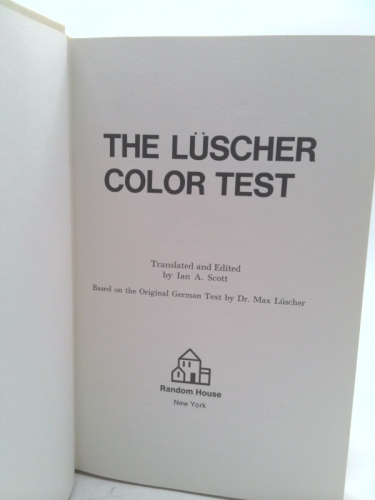 THE LÜSCHER
COLOR TEST
Translated and Edited
by Ian A. Scott
Based on the Original German Text by Dr. Max Lüscher
Random House
New York